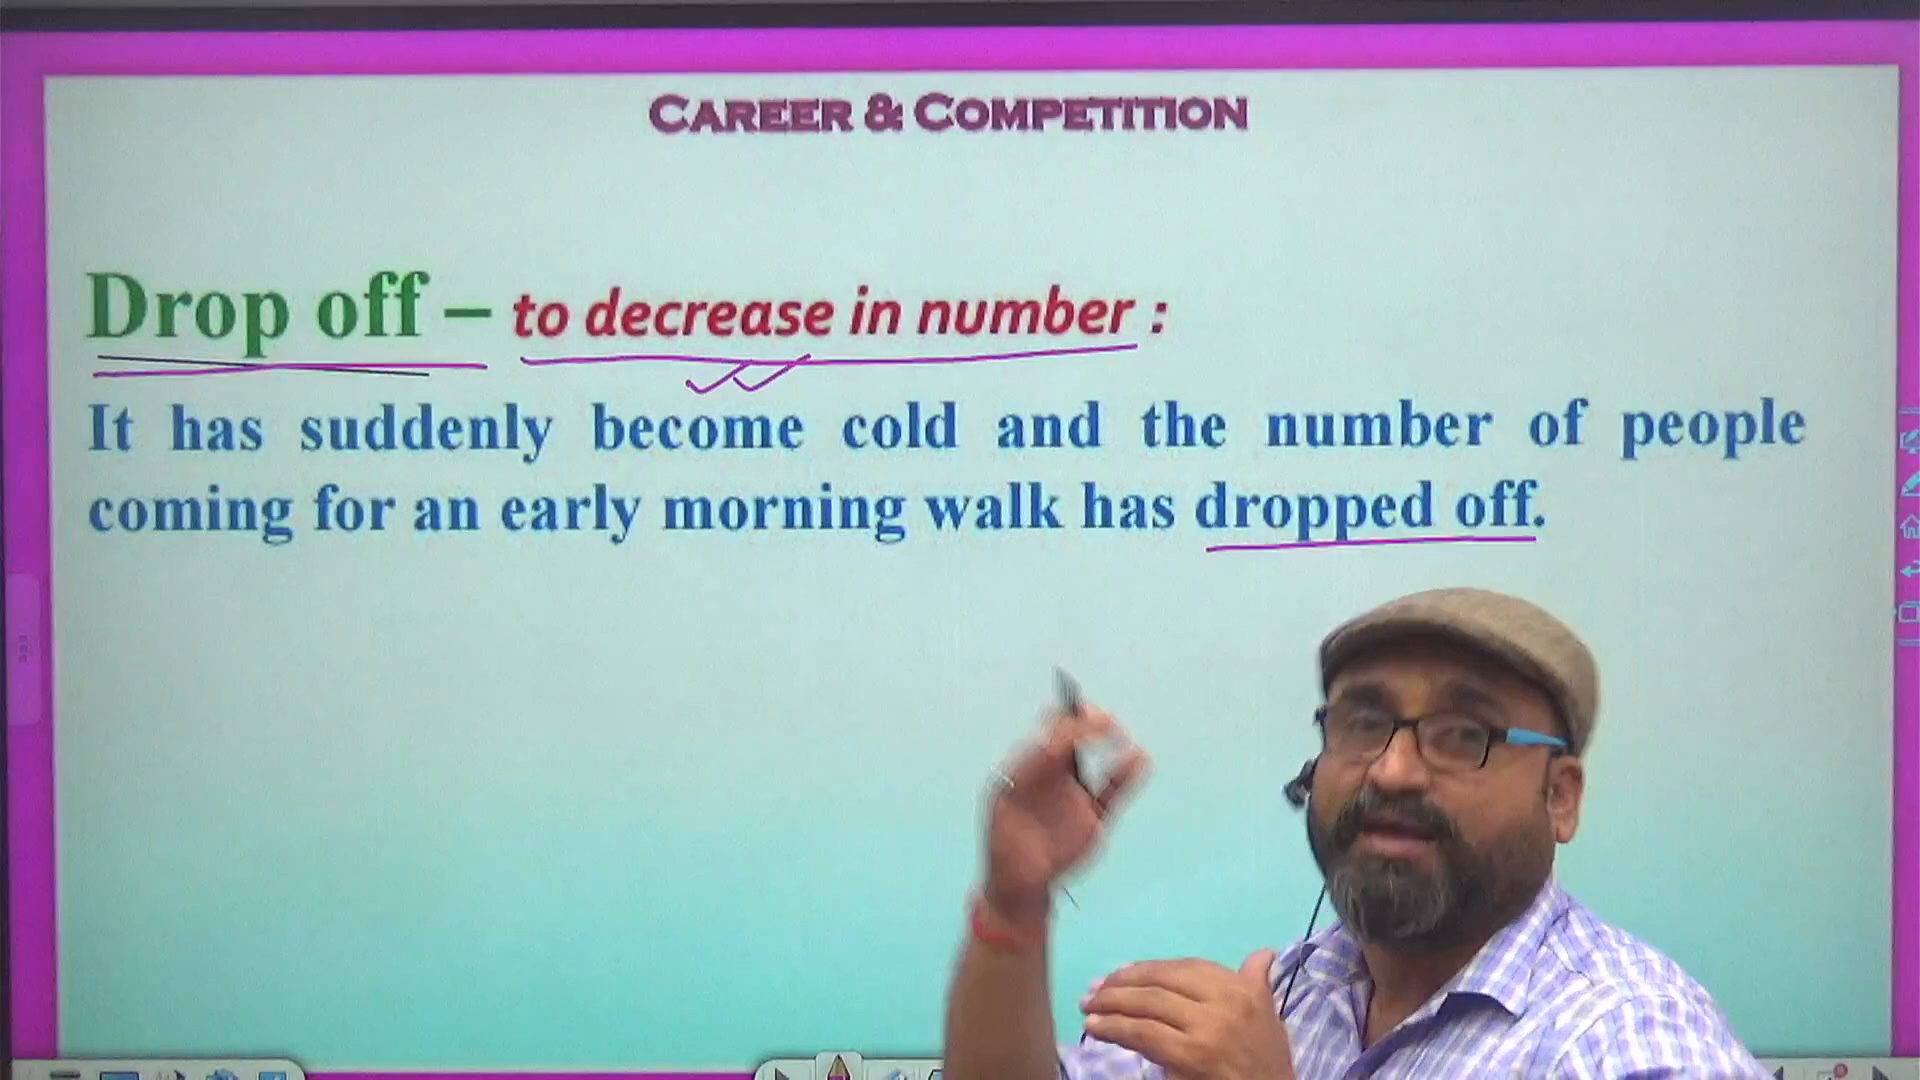 CAREER & COMPETITION
Drop off – to decrease in number :
It has suddenly become cold and the number of people
coming for an early morning walk has dropped off.